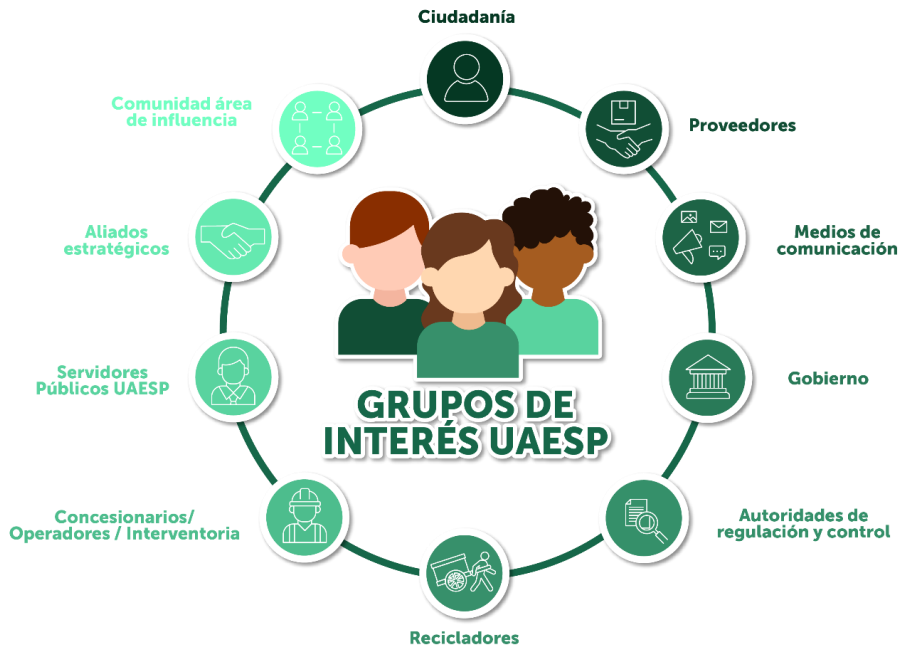 Ciudadanía
Proveedores
Medios de
comunicación
Gobierno
Autoridades de
regulación y control
Recicladores
Concesionarios/
Operadores / Interventoria
Servidores
Públicos UAESP
Aliados
estratégicos
Comunidad área
de influencia
GRUPOS DE
INTERÉS UAESP